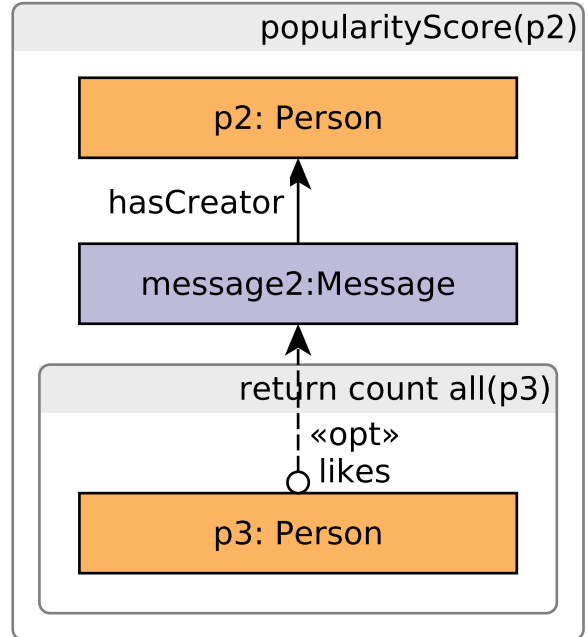 popularityScore(p2)
p2: Person
hasCreator
message2:Message
return count all(p3)
«opt»
likes
p3: Person